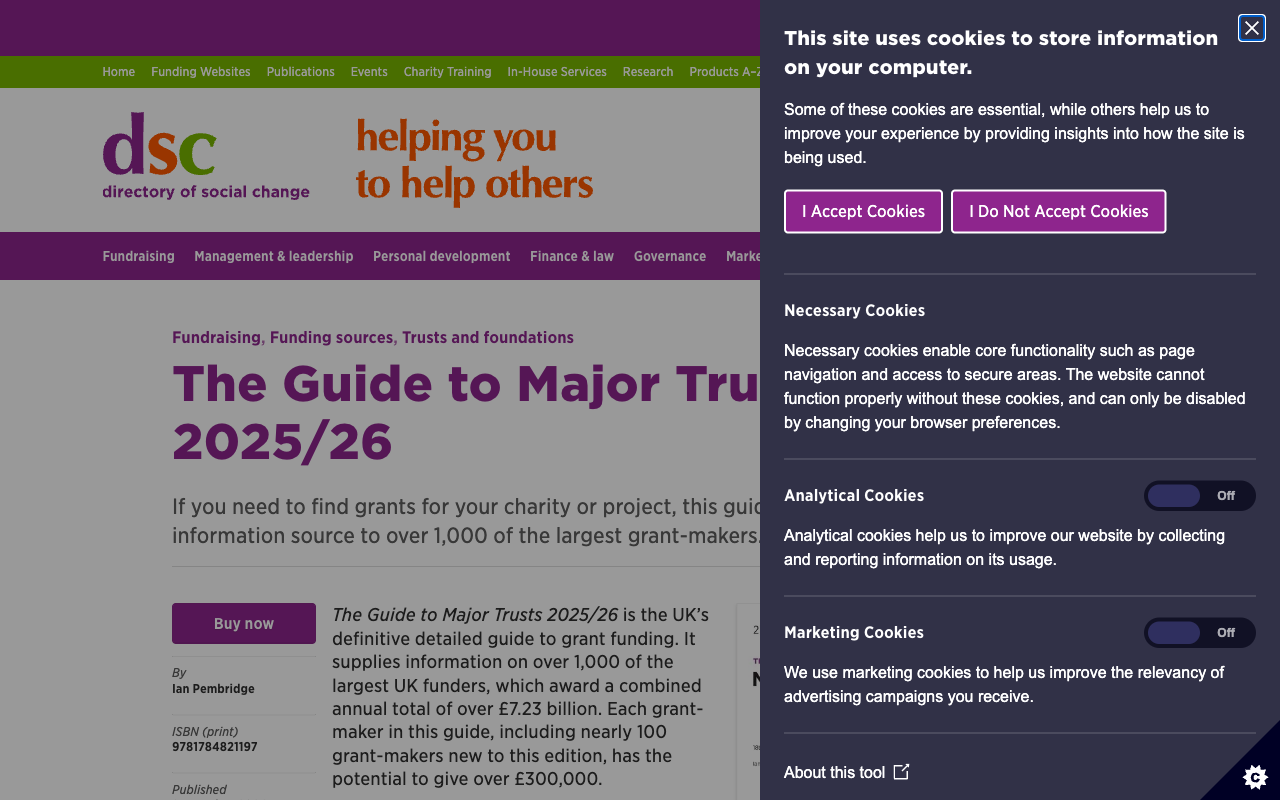 Home Funding Websites Publications Events Charity Training In-House Services Research Products A–Z
dsc
directory of social change
helping you
to help others
Fundraising Management & leadership Personal development Finance & law Governance
Fundraising, Funding sources, Trusts and foundations
The Guide to Major
2025/26
If you need to find grants for your charity or project, this
information source to over 1,000 of the largest grant-makers.
Buy now
By
Ian Pembridge
ISBN (print)
9781784821197
Published
The Guide to Major Trusts 2025/26 is the UK’s
definitive detailed guide to grant funding. It
supplies information on over 1,000 of the
largest UK funders, which award a combined
annual total of over £7.23 billion. Each grant-
maker in this guide, including nearly 100
grant-makers new to this edition, has the
potential to give over £300,000.
This site uses cookies to store information
on your computer.
Some of these cookies are essential, while others help us to
improve your experience by providing insights into how the site is
being used.
I Accept Cookies I Do Not Accept Cookies
Necessary Cookies
Necessary cookies enable core functionality such as page
navigation and access to secure areas. The website cannot
function properly without these cookies, and can only be disabled
by changing your browser preferences.
Analytical Cookies Off
Analytical cookies help us to improve our website by collecting
and reporting information on its usage.
Marketing Cookies Off
We use marketing cookies to help us improve the relevancy of
advertising campaigns you receive.
About this tool
C